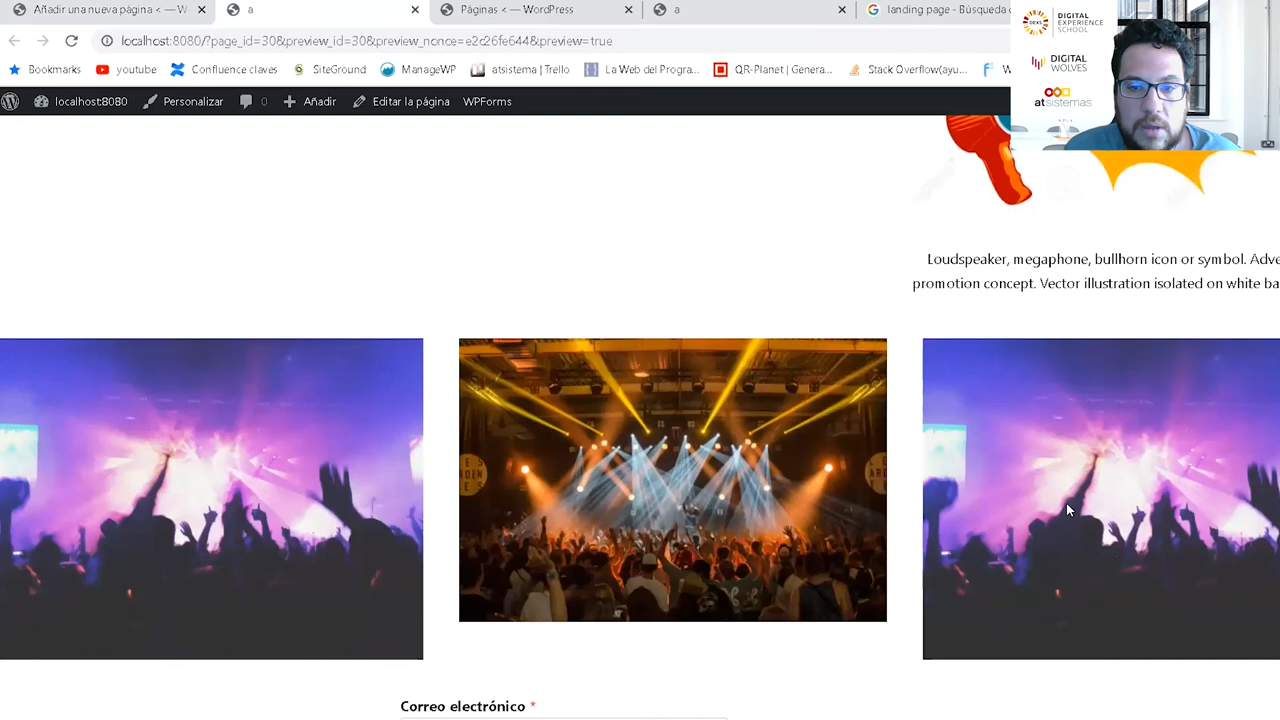 Añadir una nueva página < — W
a
Páginas < — WordPress
a
landing page - Búsqueda
localhost:8080/?page_id=30&preview_id=30&preview_nonce=e2c26fe644&preview=true
Bookmarks
youtube
Confluence claves
SiteGround
ManageWP
atsistema | Trello
La Web del Progra...
QR-Planet | Genera...
Stack Overflow(ayu...
W
DEXS
DIGITAL
EXPERIENCE
SCHOOL
DIGITAL
WOLVES
atsistemas
localhost8080
Personalizar
0
Añadir
Editar la página
WPForms
Loudspeaker, megaphone, bullhorn icon or symbol. Adve
promotion concept. Vector illustration isolated on white ba
Correo electrónico *